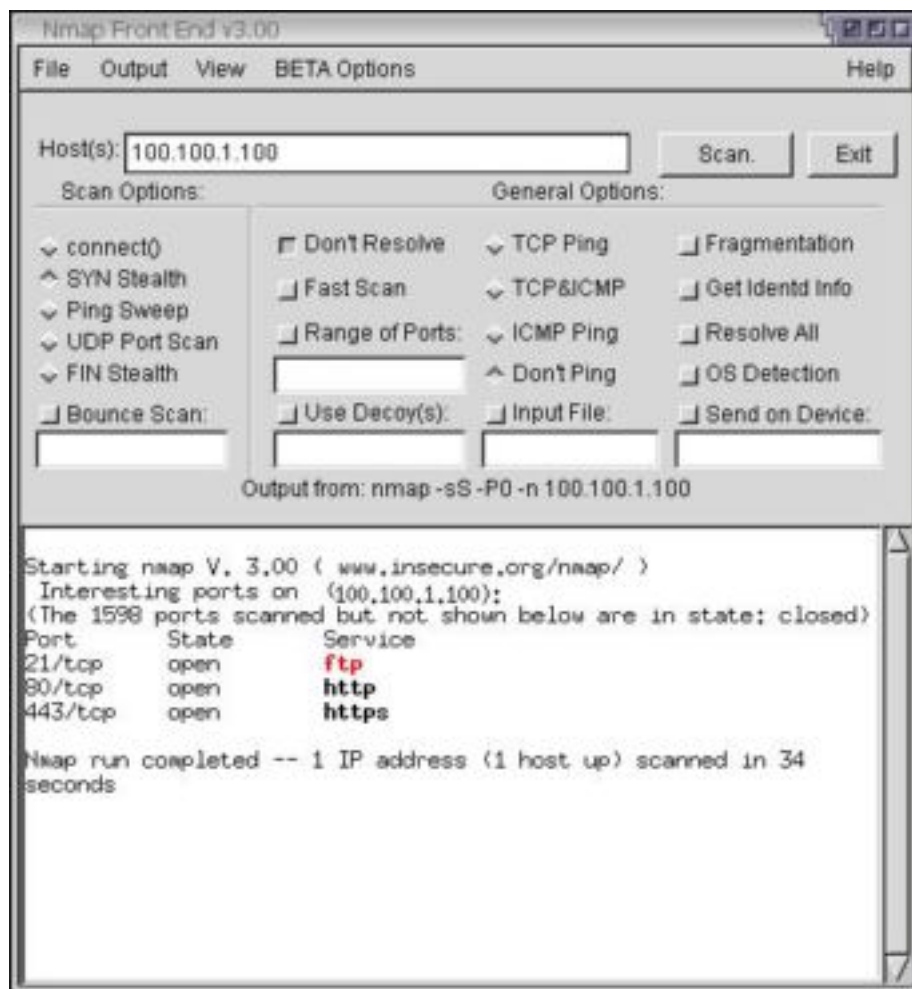 Nmap Front End v3.00
File Output View BETA Options Help
Host(s): 100.100.1.100 Scan. Exit
Scan Options: General Options:
connect() Don't Resolve TCP Ping Fragmentation
SYN Stealth Fast Scan TCP&ICMP Get Identd Info
Ping Sweep Range of Ports: ICMP Ping Resolve All
UDP Port Scan Don't Ping OS Detection
FIN Stealth
Bounce Scan: Use Decoy(s): Input File: Send on Device:
Output from: nmap -sS -P0 -n 100.100.1.100
Starting nmap V. 3.00 ( www.insecure.org/nmap/ )
Interesting ports on (100.100.1.100):
(The 1598 ports scanned but not shown below are in state: closed)
Port State Service
21/tcp open ftp
80/tcp open http
443/tcp open https
Nmap run completed -- 1 IP address (1 host up) scanned in 34
seconds